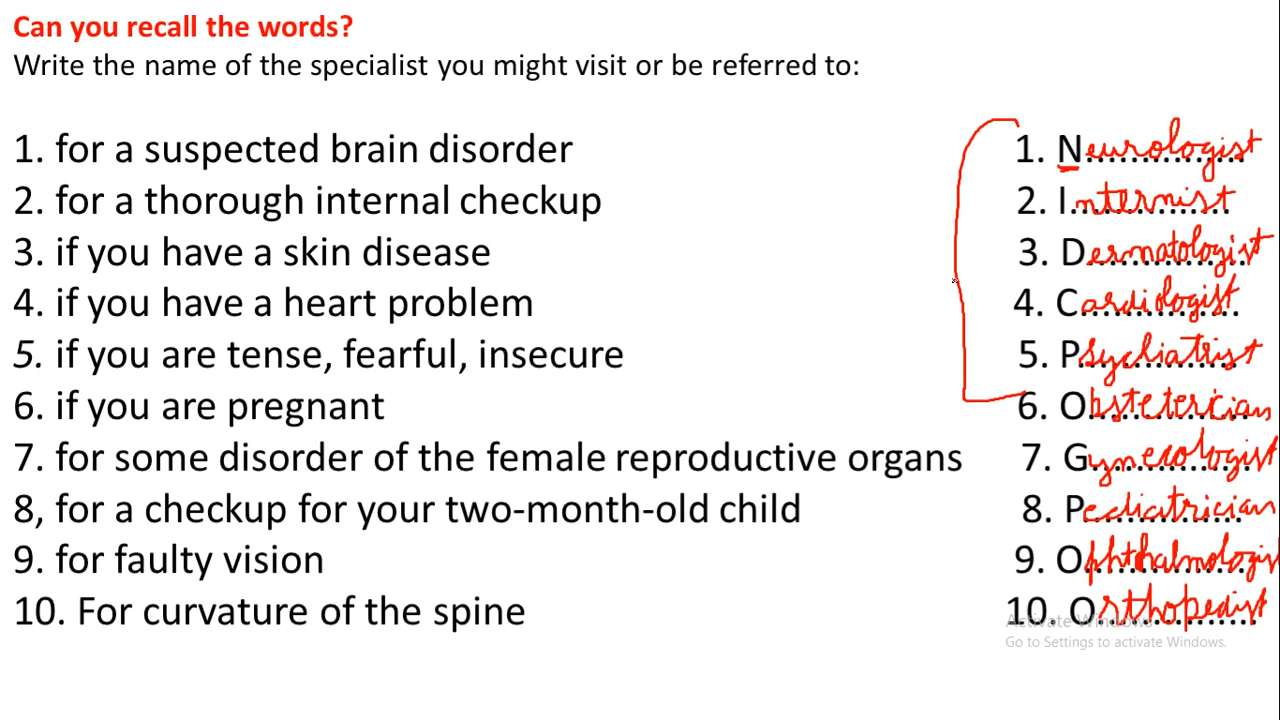 Can you recall the words?
Write the name of the specialist you might visit or be referred to:
1. for a suspected brain disorder 1. Neurologist
2. for a thorough internal checkup 2. Internist
3. if you have a skin disease 3. Dermatologist
4. if you have a heart problem 4. Cardiologist
5. if you are tense, fearful, insecure 5. Psychiatrist
6. if you are pregnant 6. Obsteterician
7. for some disorder of the female reproductive organs 7. Gynecologist
8, for a checkup for your two-month-old child 8. Pediatrician
9. for faulty vision 9. Ophthalmologist
10. For curvature of the spine 10. Orthopedist
Activate Windows
Go to Settings to activate Windows.